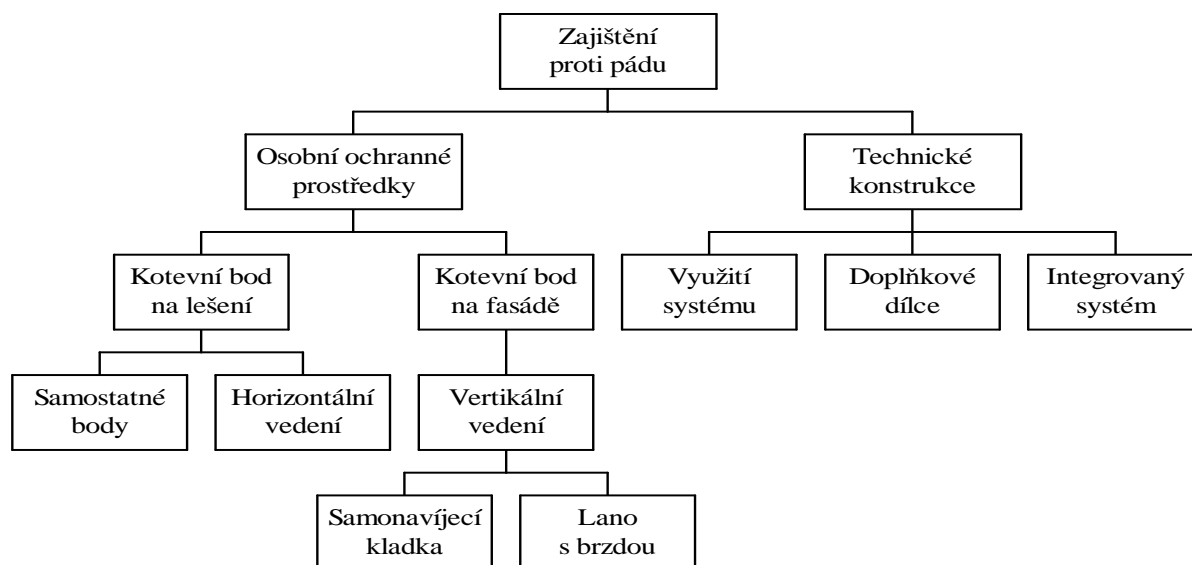 Zajištění
proti pádu
Osobní ochranné
prostředky
Technické
konstrukce
Kotevní bod
na lešení
Kotevní bod
na fasádě
Využití
systému
Doplňkové
dílce
Integrovaný
systém
Samostatné
body
Horizontální
vedení
Vertikální
vedení
Samonavíjecí
kladka
Lano
s brzdou